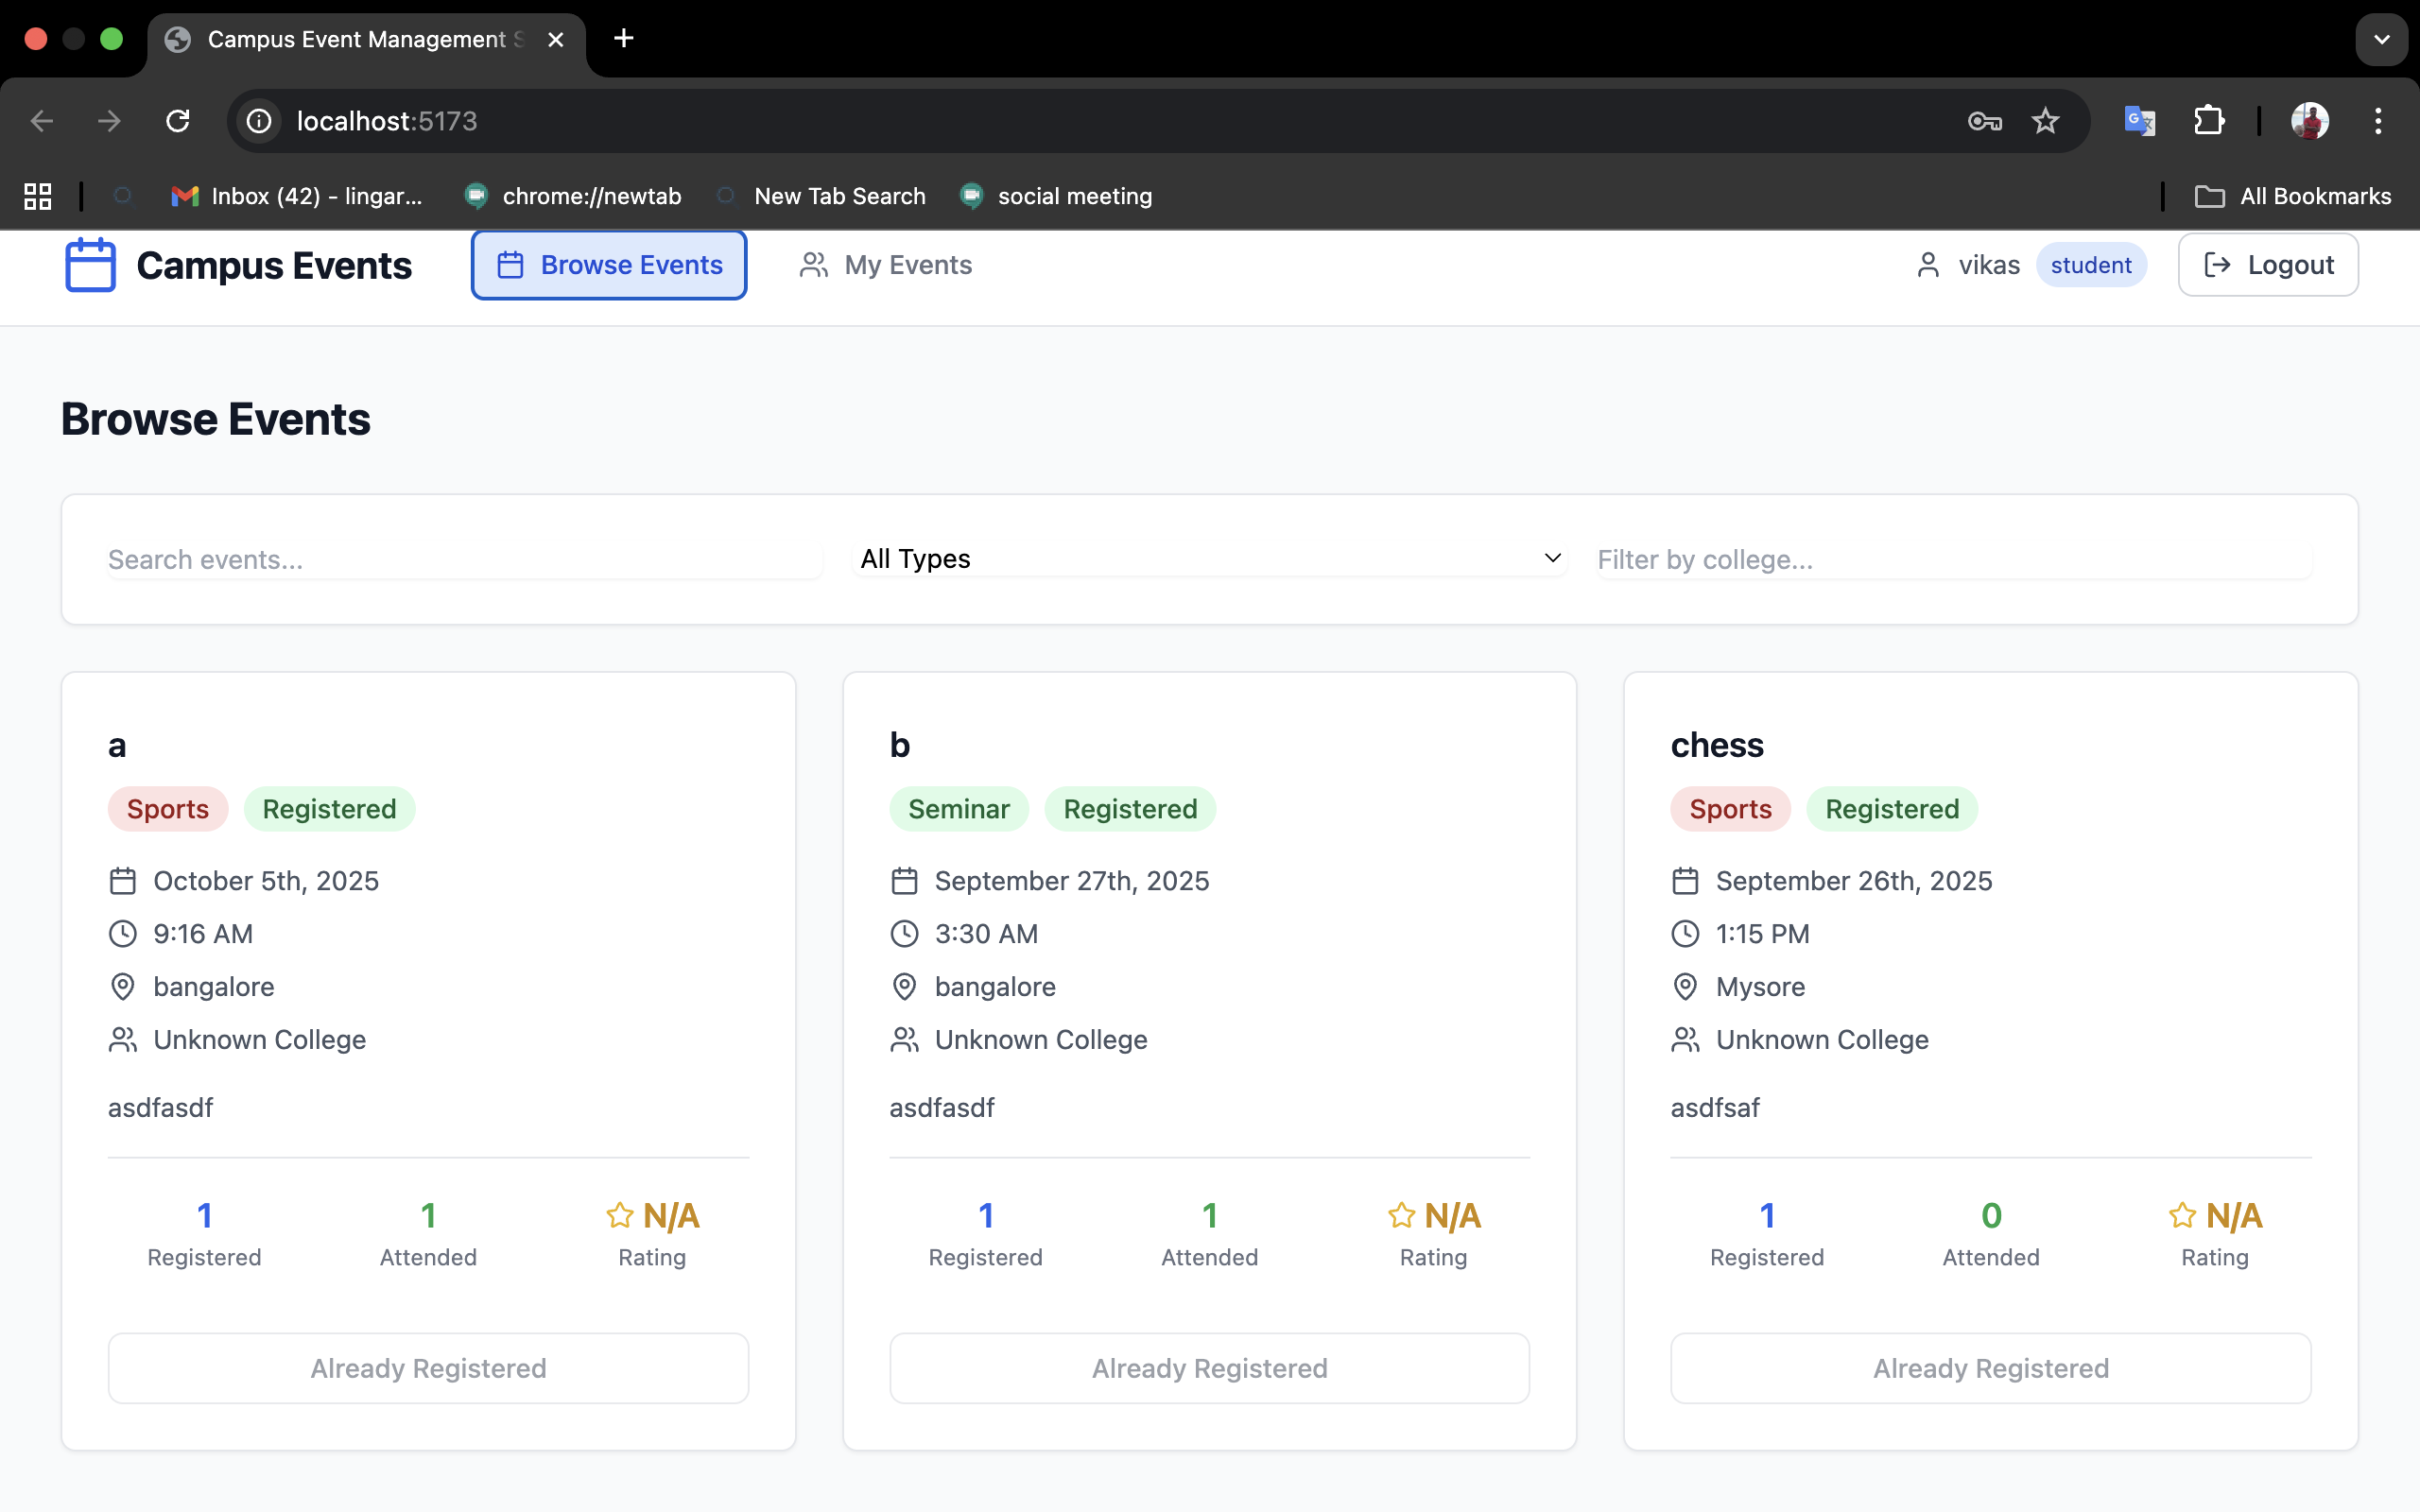 Campus Event Management S
localhost:5173
Inbox (42) - lingar...
chrome://newtab
New Tab Search
social meeting
All Bookmarks
Campus Events
Browse Events
My Events
vikas
student
Logout
Browse Events
Search events...
All Types
Filter by college...
a
Sports
Registered
October 5th, 2025
9:16 AM
bangalore
Unknown College
asdfasdf
1
Registered
1
Attended
N/A
Rating
Already Registered
b
Seminar
Registered
September 27th, 2025
3:30 AM
bangalore
Unknown College
asdfasdf
1
Registered
1
Attended
N/A
Rating
Already Registered
chess
Sports
Registered
September 26th, 2025
1:15 PM
Mysore
Unknown College
asdfsaf
1
Registered
0
Attended
N/A
Rating
Already Registered